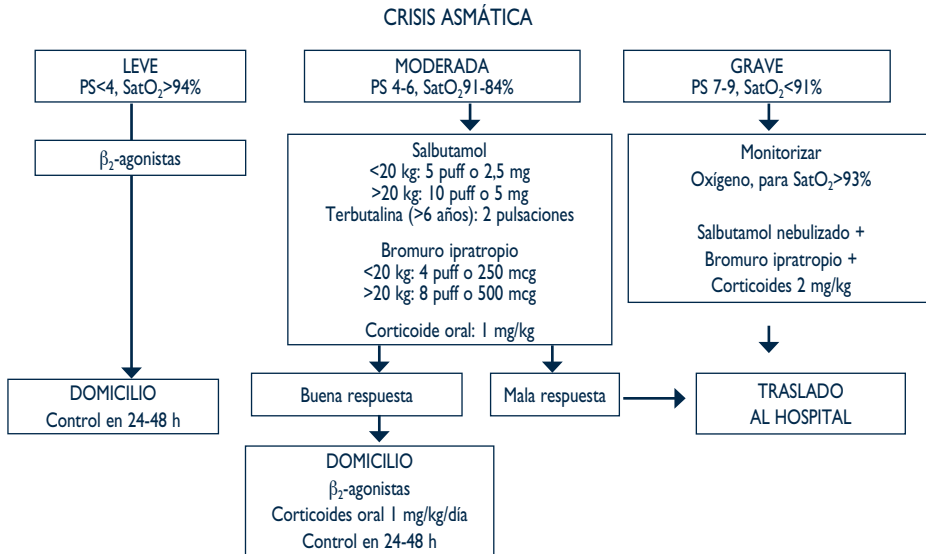 CRISIS ASMÁTICA
LEVE
PS<4, SatO₂>94%
β₂-agonistas
DOMICILIO
Control en 24-48 h
MODERADA
PS 4-6, SatO₂91-84%
Salbutamol
<20 kg: 5 puff o 2,5 mg
>20 kg: 10 puff o 5 mg
Terbutalina (>6 años): 2 pulsaciones
Bromuro ipratropio
<20 kg: 4 puff o 250 mcg
>20 kg: 8 puff o 500 mcg
Corticoide oral: 1 mg/kg
Buena respuesta
Mala respuesta
DOMICILIO
β₂-agonistas
Corticoides oral 1 mg/kg/día
Control en 24-48 h
GRAVE
PS 7-9, SatO₂<91%
Monitorizar
Oxígeno, para SatO₂>93%
Salbutamol nebulizado +
Bromuro ipratropio +
Corticoides 2 mg/kg
TRASLADO
AL HOSPITAL